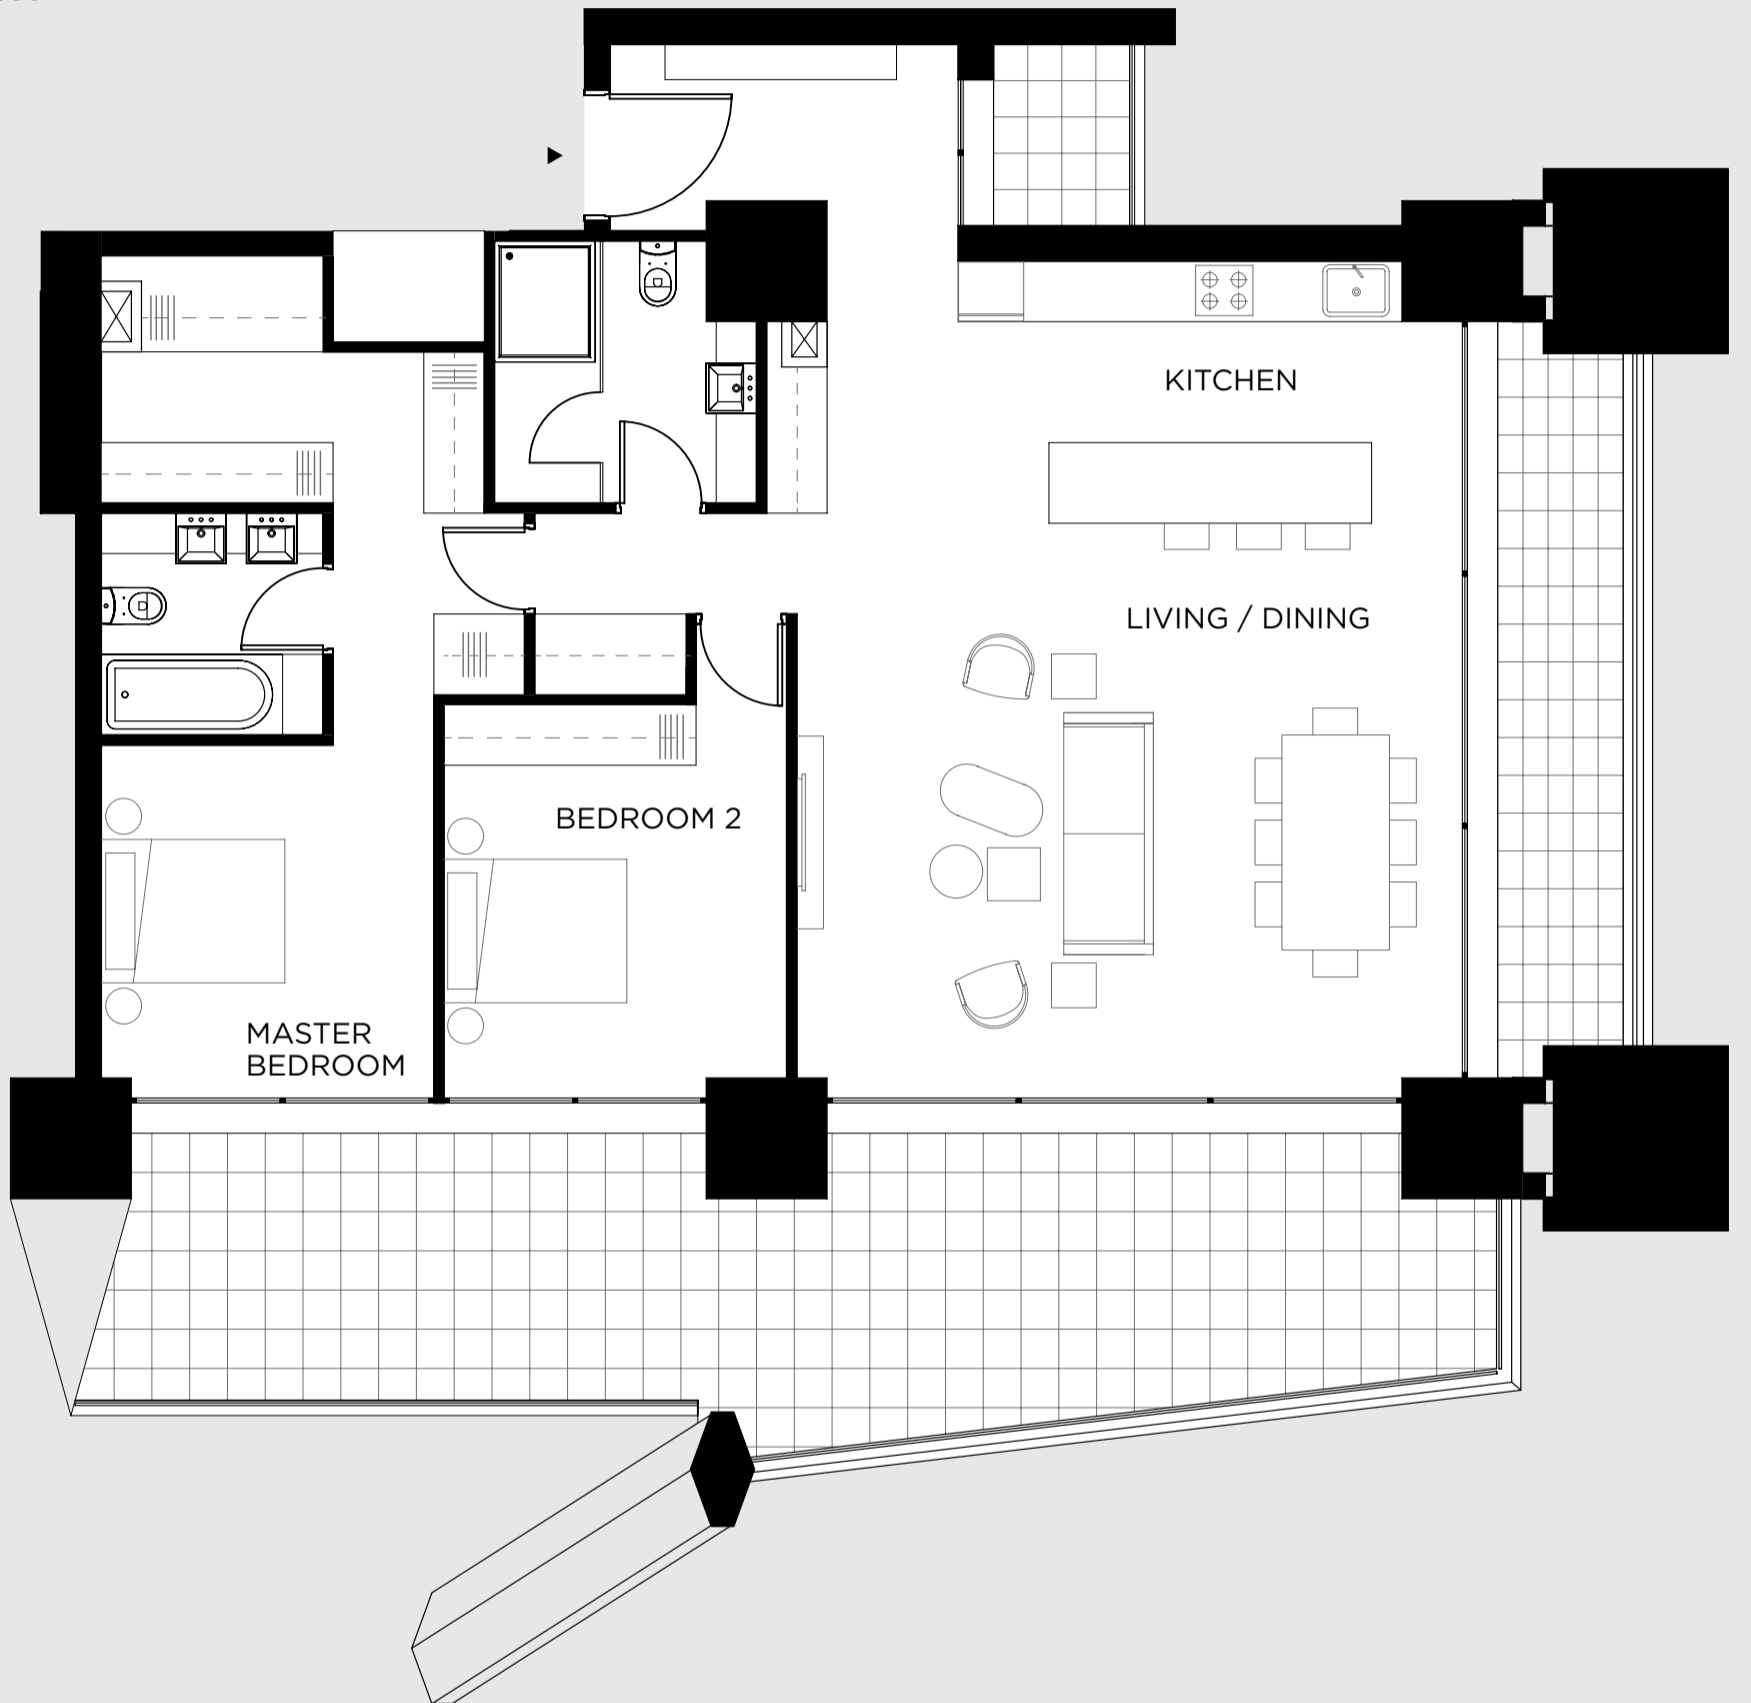 KITCHEN
LIVING / DINING
BEDROOM 2
MASTER
BEDROOM